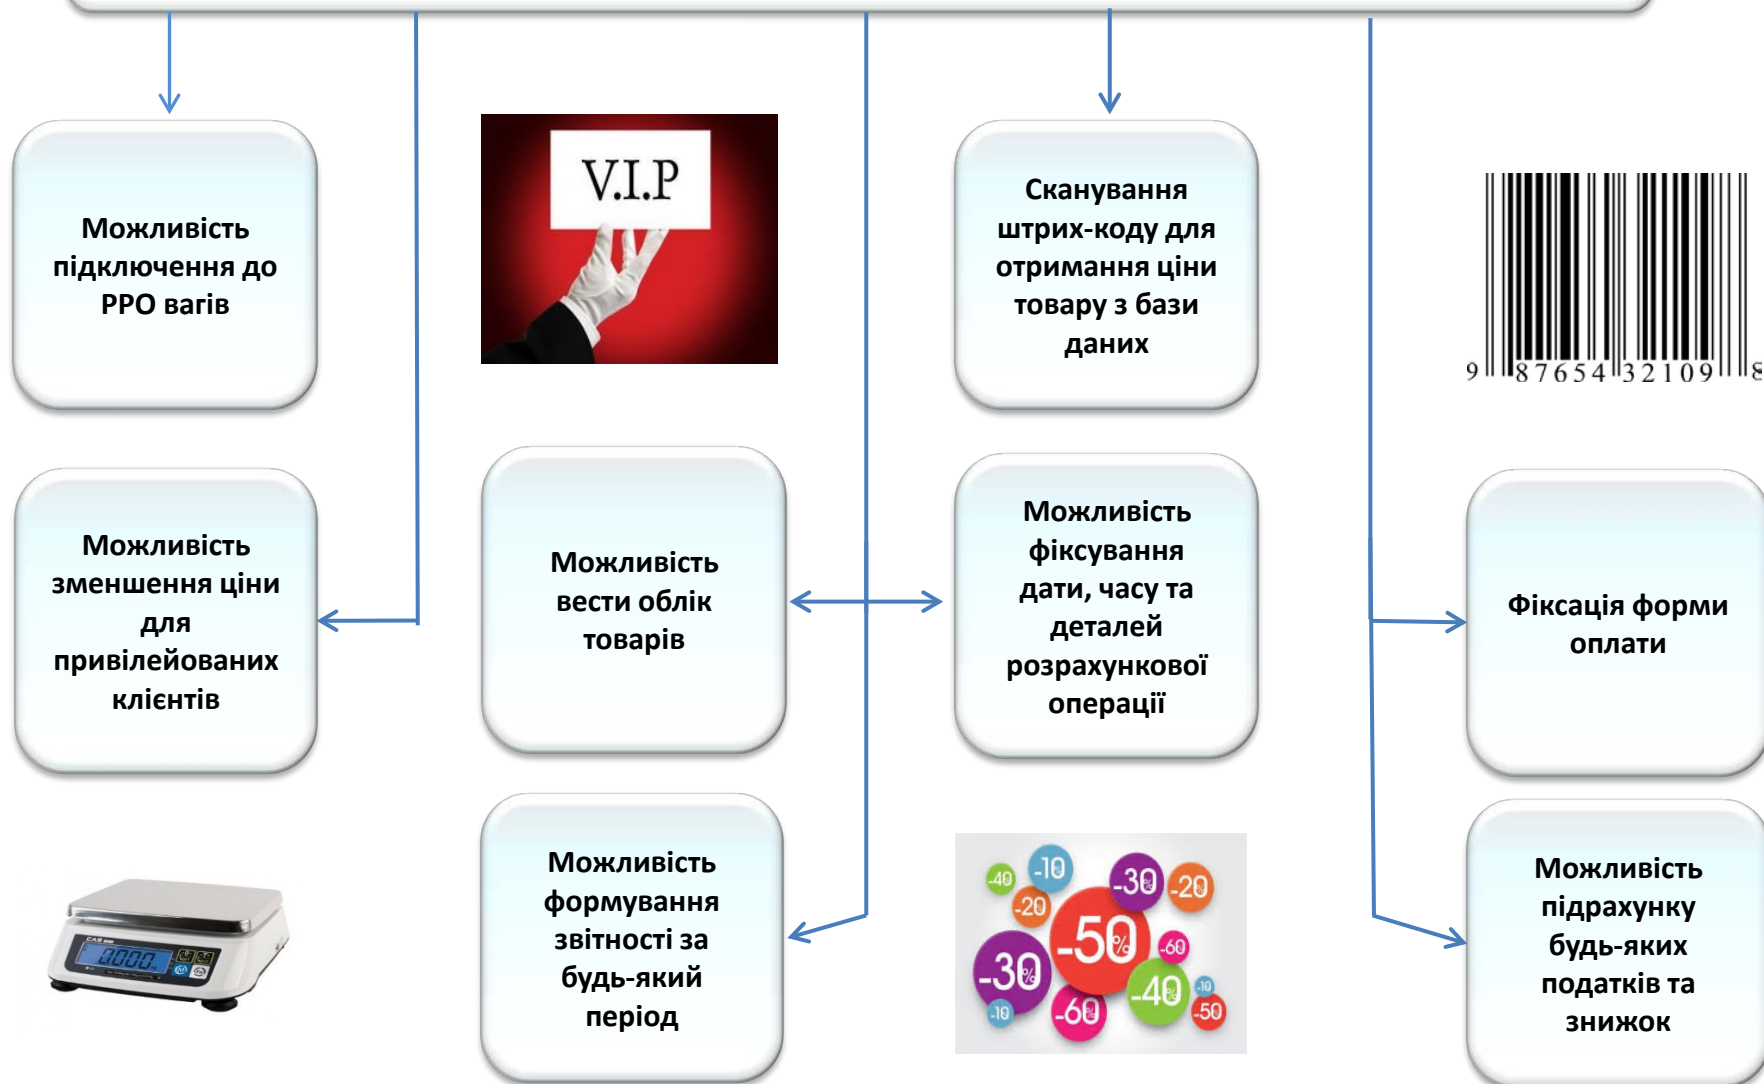 Можливість
підключення до
РРО вагів
V.I.P
Сканування
штрих-коду для
отримання ціни
товару з бази
даних
9 87654 32109 8
Можливість
зменшення ціни
для
привілейованих
клієнтів
Можливість
вести облік
товарів
Можливість
фіксування
дати, часу та
деталей
розрахункової
операції
Фіксація форми
оплати
CAS
0.000
Можливість
формування
звітності за
будь-який
період
-40
-10
-30%
-20
-20
-50%
-60
-30%
-40%
-10
-10
-60%
-50
Можливість
підрахунку
будь-яких
податків та
знижок